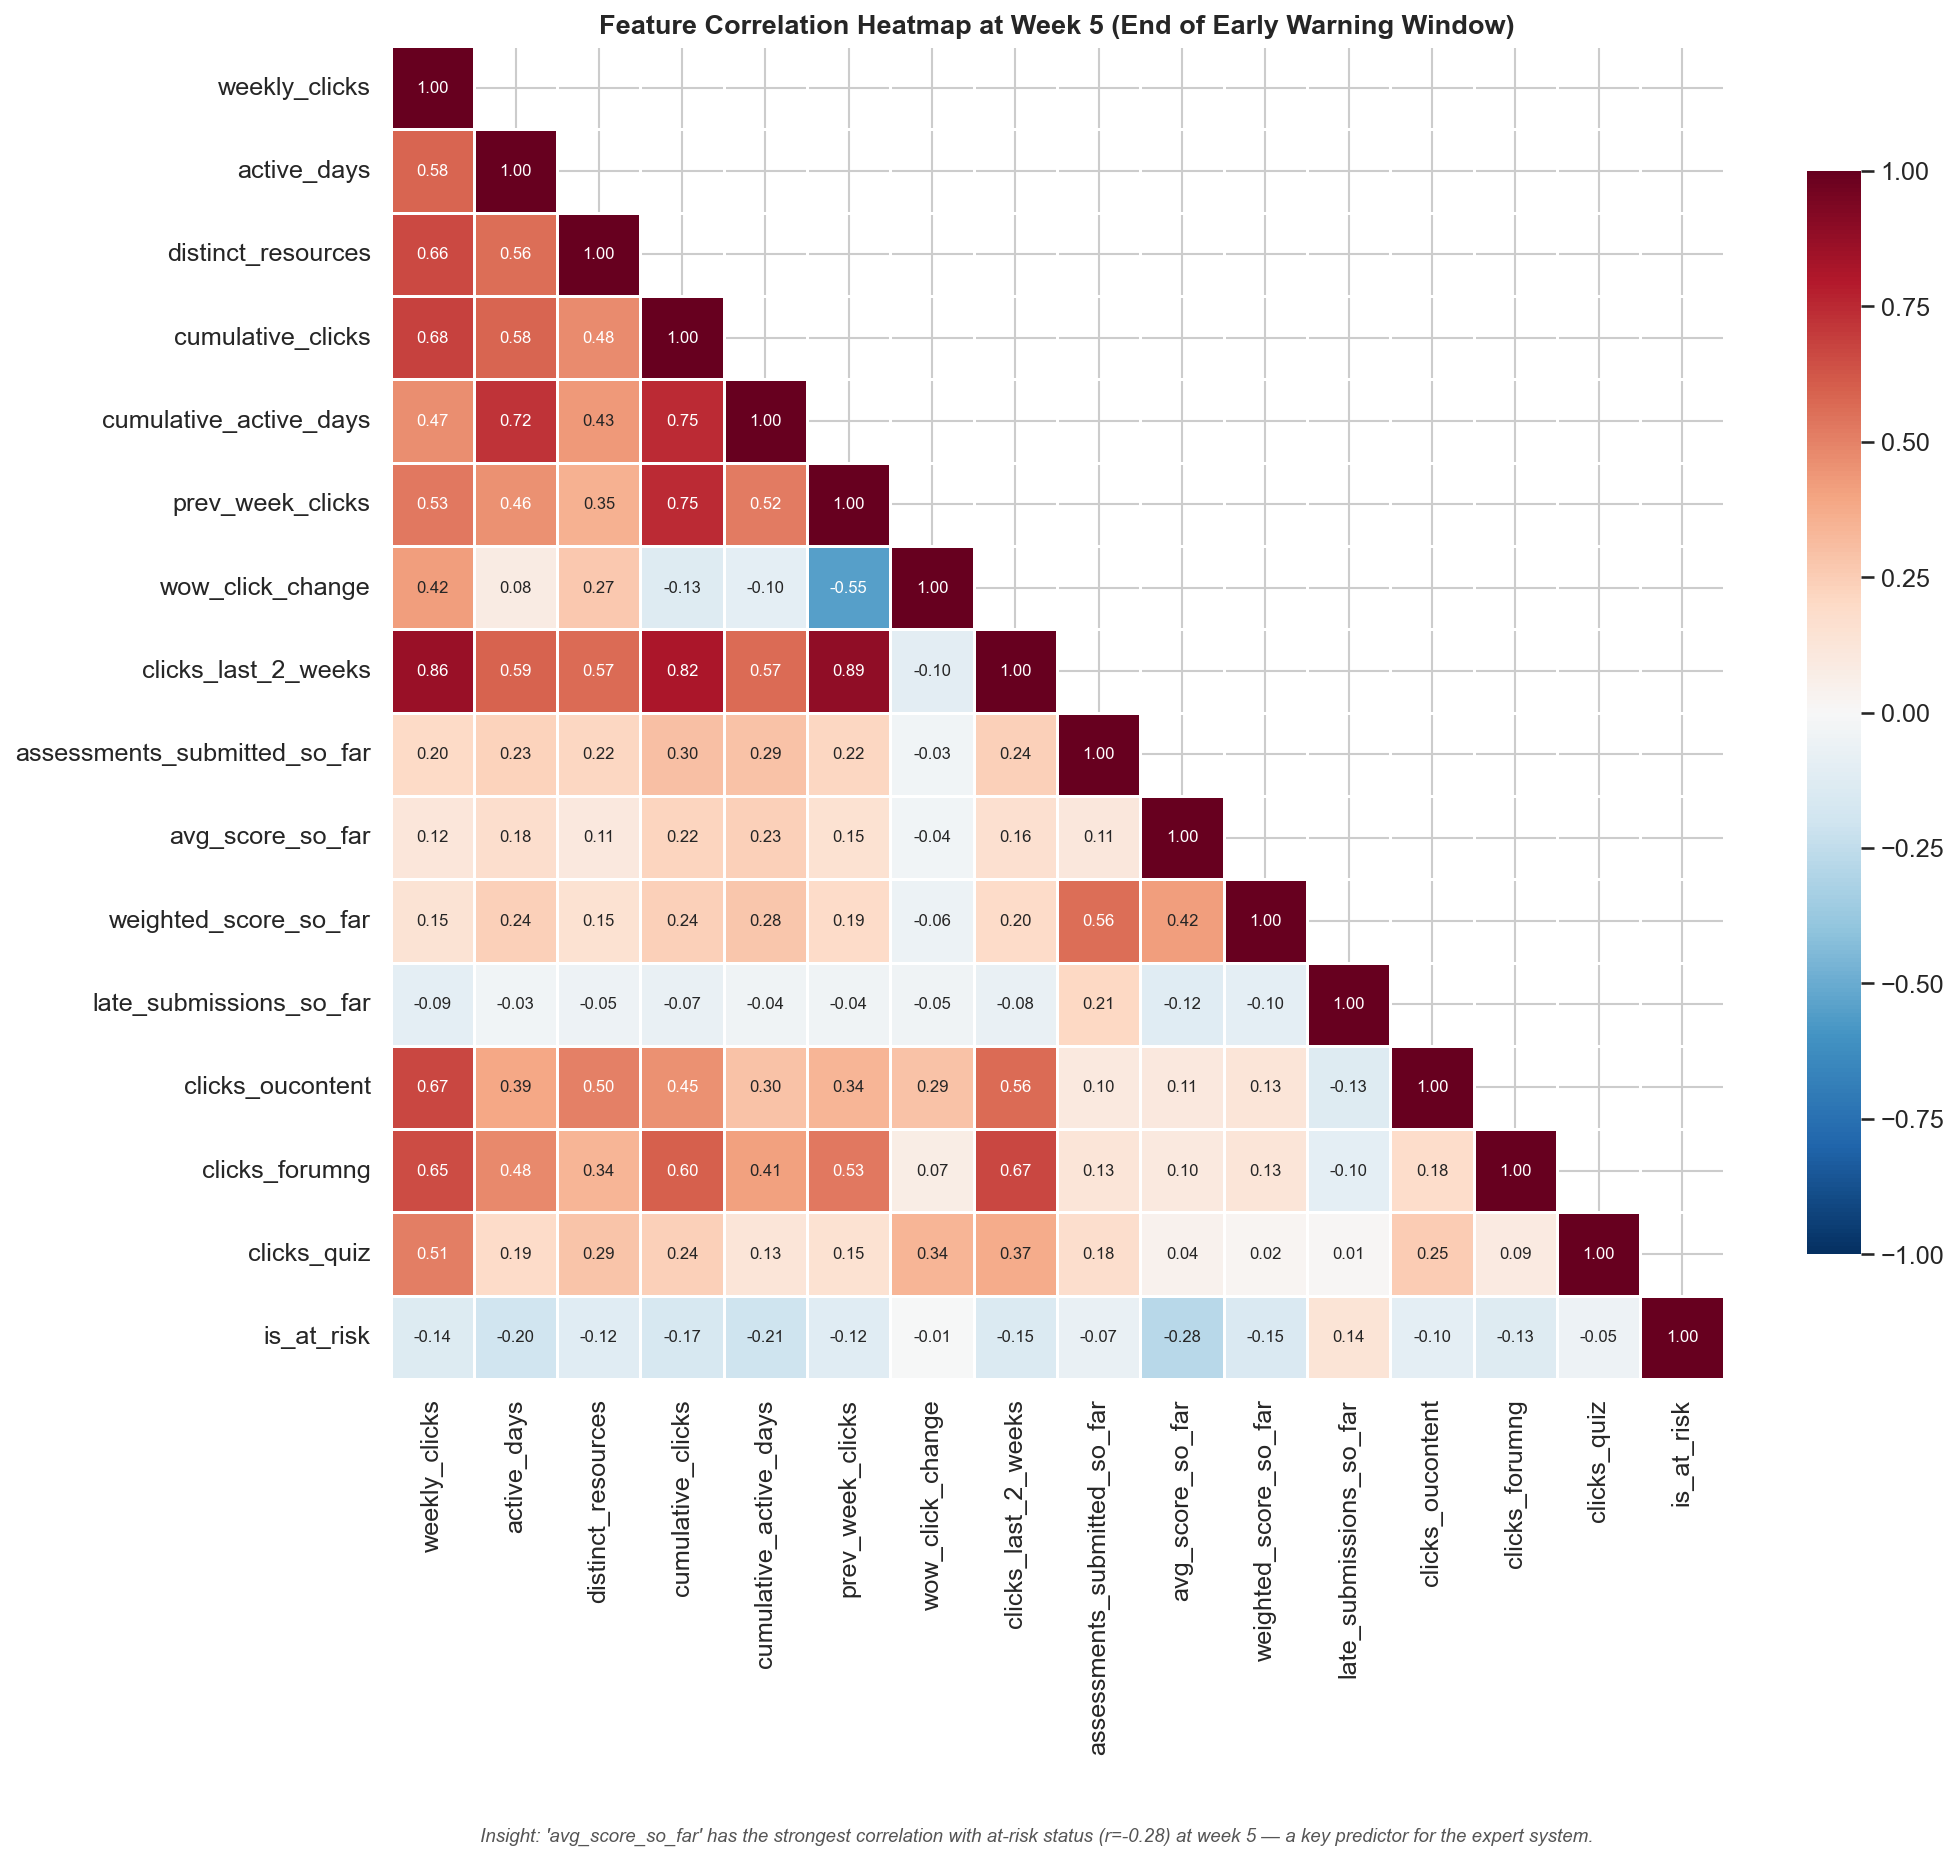 Feature Correlation Heatmap at Week 5 (End of Early Warning Window)
weekly_clicks 1.00
active_days 0.58 1.00
distinct_resources 0.66 0.56 1.00
cumulative_clicks 0.68 0.58 0.48 1.00
cumulative_active_days 0.47 0.72 0.43 0.75 1.00
prev_week_clicks 0.53 0.46 0.35 0.75 0.52 1.00
wow_click_change 0.42 0.08 0.27 -0.13 -0.10 -0.55 1.00
clicks_last_2_weeks 0.86 0.59 0.57 0.82 0.57 0.89 -0.10 1.00
assessments_submitted_so_far 0.20 0.23 0.22 0.30 0.29 0.22 -0.03 0.24 1.00
avg_score_so_far 0.12 0.18 0.11 0.22 0.23 0.15 -0.04 0.16 0.11 1.00
weighted_score_so_far 0.15 0.24 0.15 0.24 0.28 0.19 -0.06 0.20 0.56 0.42 1.00
late_submissions_so_far -0.09 -0.03 -0.05 -0.07 -0.04 -0.04 -0.05 -0.08 0.21 -0.12 -0.10 1.00
clicks_oucontent 0.67 0.39 0.50 0.45 0.30 0.34 0.29 0.56 0.10 0.11 0.13 -0.13 1.00
clicks_forumng 0.65 0.48 0.34 0.60 0.41 0.53 0.07 0.67 0.13 0.10 0.13 -0.10 0.18 1.00
clicks_quiz 0.51 0.19 0.29 0.24 0.13 0.15 0.34 0.37 0.18 0.04 0.02 0.01 0.25 0.09 1.00
is_at_risk -0.14 -0.20 -0.12 -0.17 -0.21 -0.12 -0.01 -0.15 -0.07 -0.28 -0.15 0.14 -0.10 -0.13 -0.05 1.00
weekly_clicks
active_days
distinct_resources
cumulative_clicks
cumulative_active_days
prev_week_clicks
wow_click_change
clicks_last_2_weeks
assessments_submitted_so_far
avg_score_so_far
weighted_score_so_far
late_submissions_so_far
clicks_oucontent
clicks_forumng
clicks_quiz
is_at_risk
1.00
0.75
0.50
0.25
0.00
−0.25
−0.50
−0.75
−1.00
Insight: 'avg_score_so_far' has the strongest correlation with at-risk status (r=-0.28) at week 5 — a key predictor for the expert system.